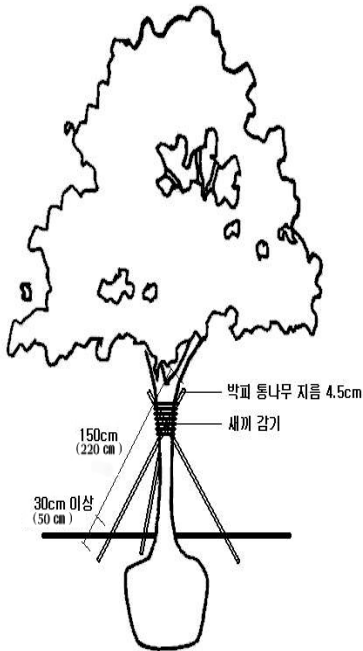 박피 통나무 지름 4.5cm
새끼 감기
150cm
(220 cm)
30cm 이상
(50 cm)